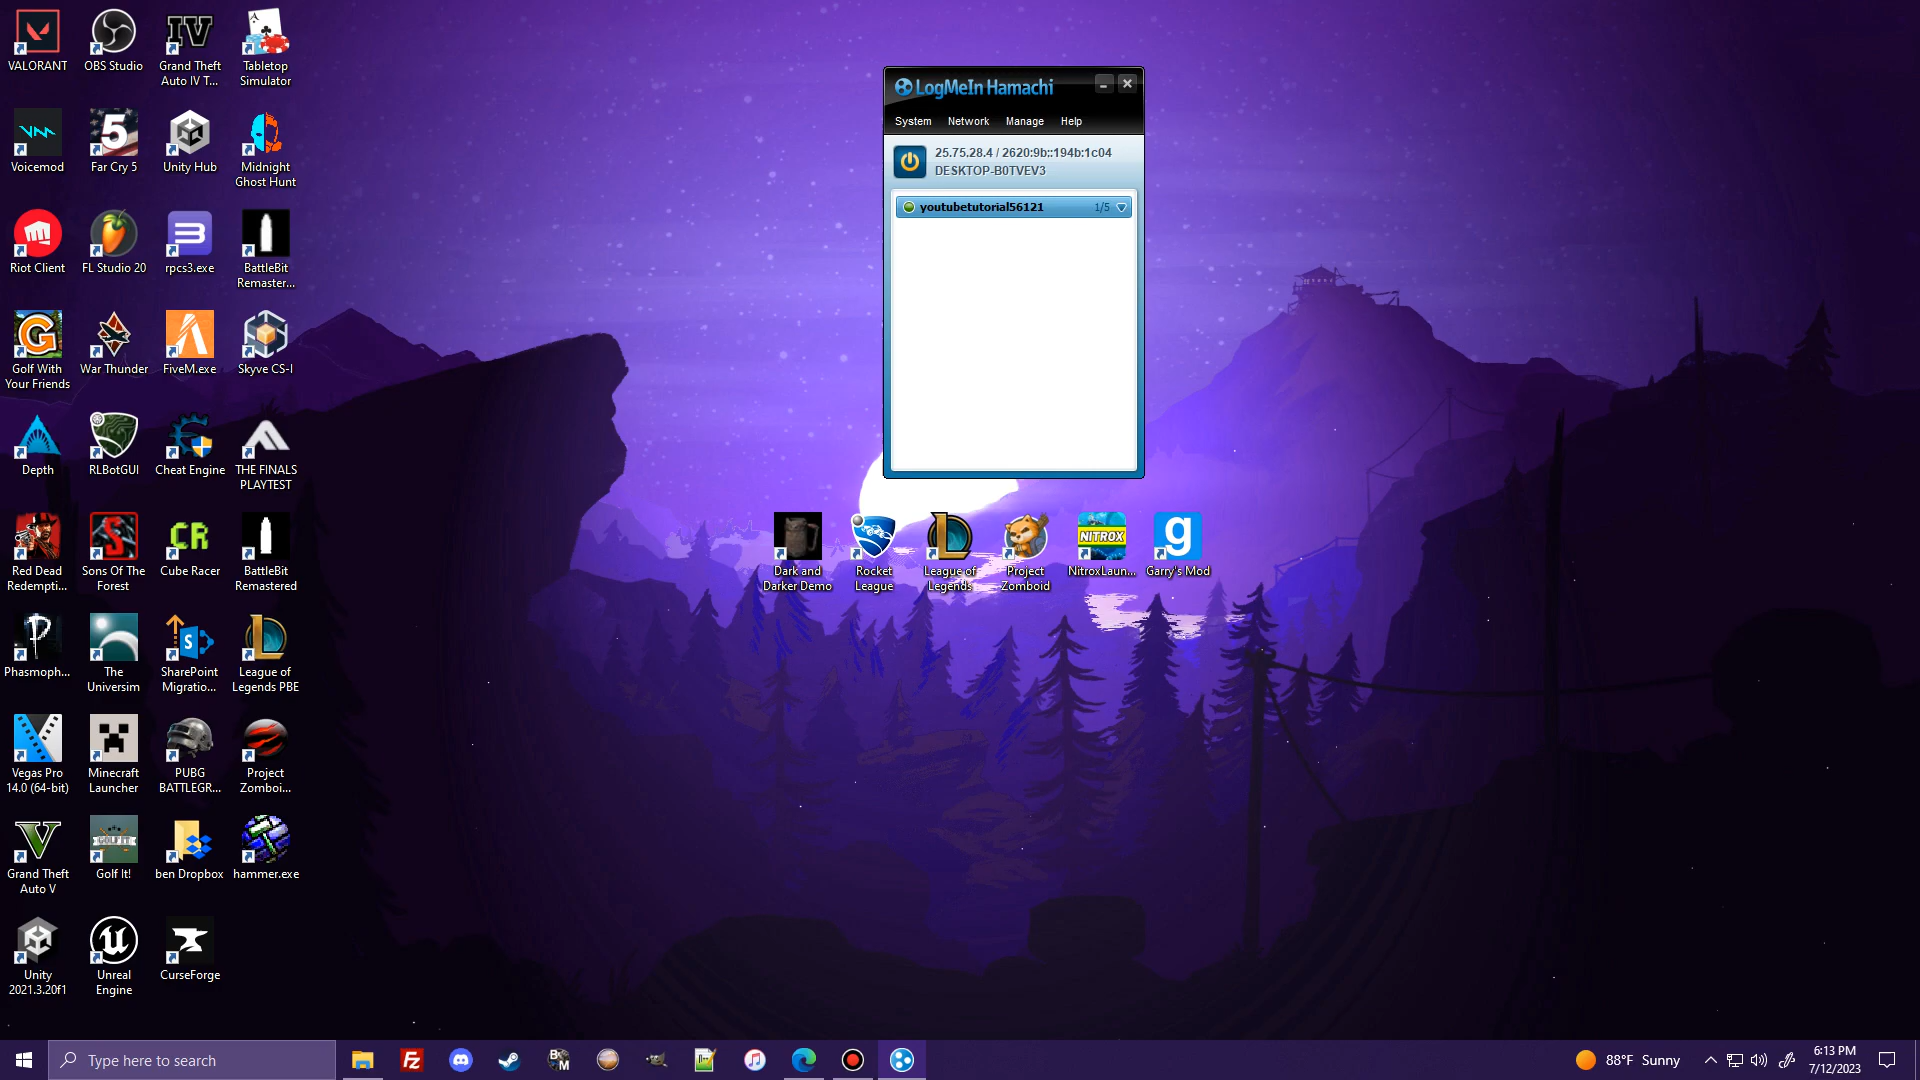 VALORANT
OBS Studio
Grand Theft
Auto IV T...
Tabletop
Simulator
Voicemod
Far Cry 5
Unity Hub
Midnight
Ghost Hunt
Riot Client
FL Studio 20
rpcs3.exe
BattleBit
Remaster...
Golf With
Your Friends
War Thunder
FiveM.exe
Skyve CS-I
Depth
RLBotGUI
Cheat Engine
THE FINALS
PLAYTEST
Red Dead
Redempti...
Sons Of The
Forest
Cube Racer
BattleBit
Remastered
Phasmoph...
The
Universim
SharePoint
Migratio...
League of
Legends PBE
Vegas Pro
14.0 (64-bit)
Minecraft
Launcher
PUBG
BATTLEGR...
Project
Zomboi...
Grand Theft
Auto V
Golf It!
ben Dropbox
hammer.exe
Unity
2021.3.20f1
Unreal
Engine
CurseForge
LogMeIn Hamachi
System Network Manage Help
25.75.28.4 / 2620:9b::194b:1c04
DESKTOP-B0TVEV3
youtubetutorial56121 1/5
NITROX
Dark and
Darker Demo
Rocket
League
League of
Legends
Project
Zomboid
NitroxLaun...
Garry's Mod
Type here to search
88°F Sunny
6:13 PM
7/12/2023